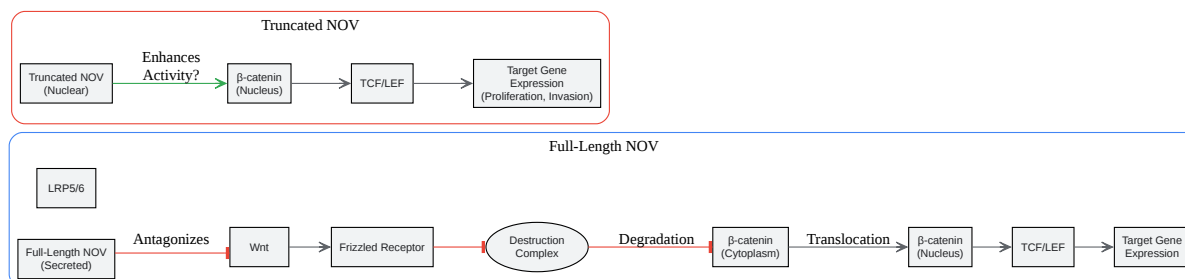 Truncated NOV
Enhances
Activity?
Truncated NOV
(Nuclear)
β-catenin
(Nucleus)
TCF/LEF
Target Gene
Expression
(Proliferation, Invasion)
Full-Length NOV
LRP5/6
Full-Length NOV
(Secreted)
Antagonizes
Wnt
Frizzled Receptor
Destruction
Complex
Degradation
β-catenin
(Cytoplasm)
Translocation
β-catenin
(Nucleus)
TCF/LEF
Target Gene
Expression